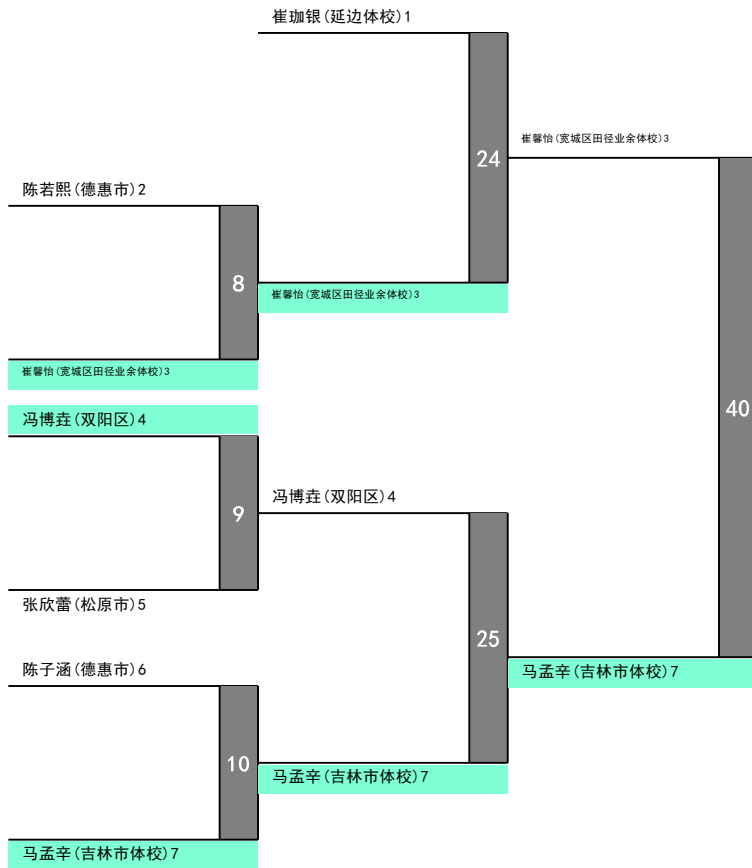 崔珈银(延边体校)1
24
崔馨怡(宽城区田径业余体校)3
陈若熙(德惠市)2
8
崔馨怡(宽城区田径业余体校)3
崔馨怡(宽城区田径业余体校)3
冯博垚(双阳区)4
40
9
冯博垚(双阳区)4
张欣蕾(松原市)5
25
陈子涵(德惠市)6
马孟辛(吉林市体校)7
10
马孟辛(吉林市体校)7
马孟辛(吉林市体校)7